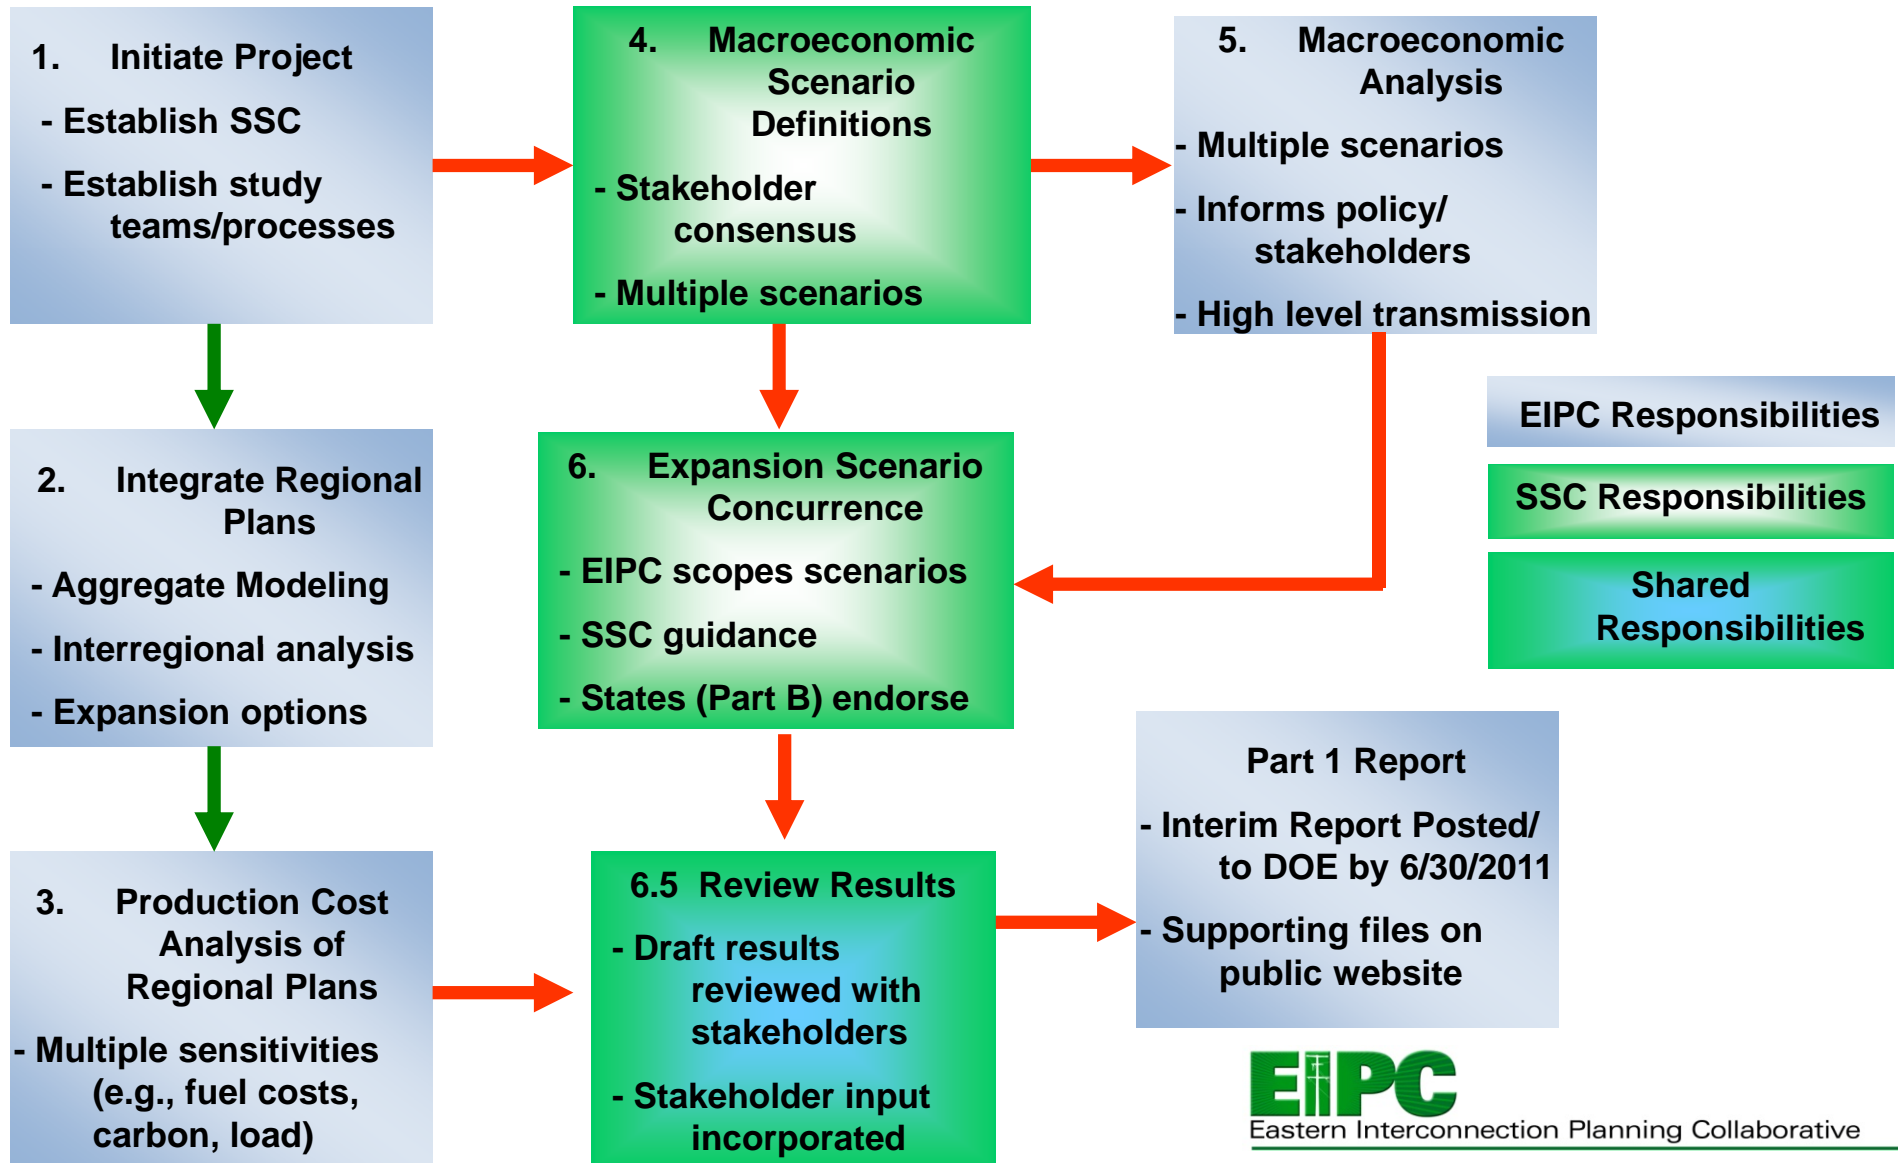 1. Initiate Project
- Establish SSC
- Establish study
teams/processes
4. Macroeconomic
Scenario
Definitions
- Stakeholder
consensus
- Multiple scenarios
5. Macroeconomic
Analysis
- Multiple scenarios
- Informs policy/
stakeholders
- High level transmission
EIPC Responsibilities
SSC Responsibilities
Shared
Responsibilities
2. Integrate Regional
Plans
- Aggregate Modeling
- Interregional analysis
- Expansion options
6. Expansion Scenario
Concurrence
- EIPC scopes scenarios
- SSC guidance
- States (Part B) endorse
3. Production Cost
Analysis of
Regional Plans
- Multiple sensitivities
(e.g., fuel costs,
carbon, load)
6.5 Review Results
- Draft results
reviewed with
stakeholders
- Stakeholder input
incorporated
Part 1 Report
- Interim Report Posted/
to DOE by 6/30/2011
- Supporting files on
public website
EIPC
Eastern Interconnection Planning Collaborative